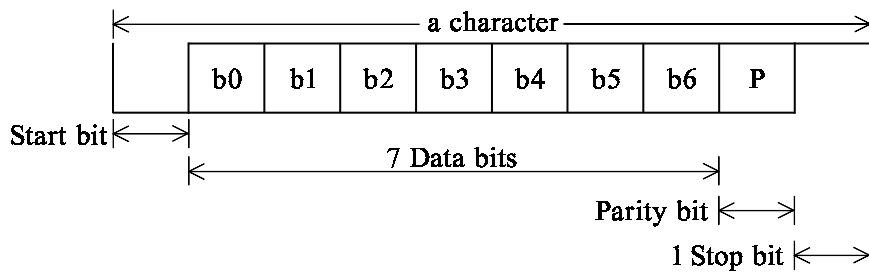 a character
b0 b1 b2 b3 b4 b5 b6 P
Start bit
7 Data bits
Parity bit
1 Stop bit